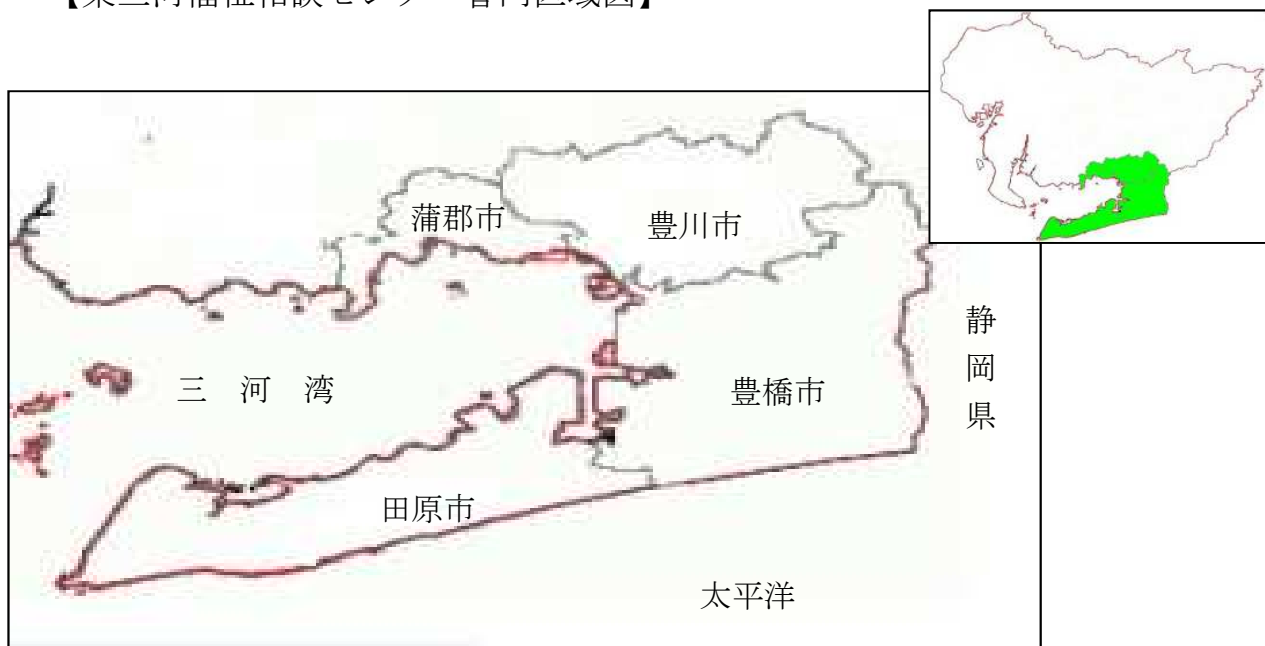 【東三河福祉相談センター管内区域図】
蒲郡市
豊川市
静岡県
三河湾
豊橋市
田原市
太平洋